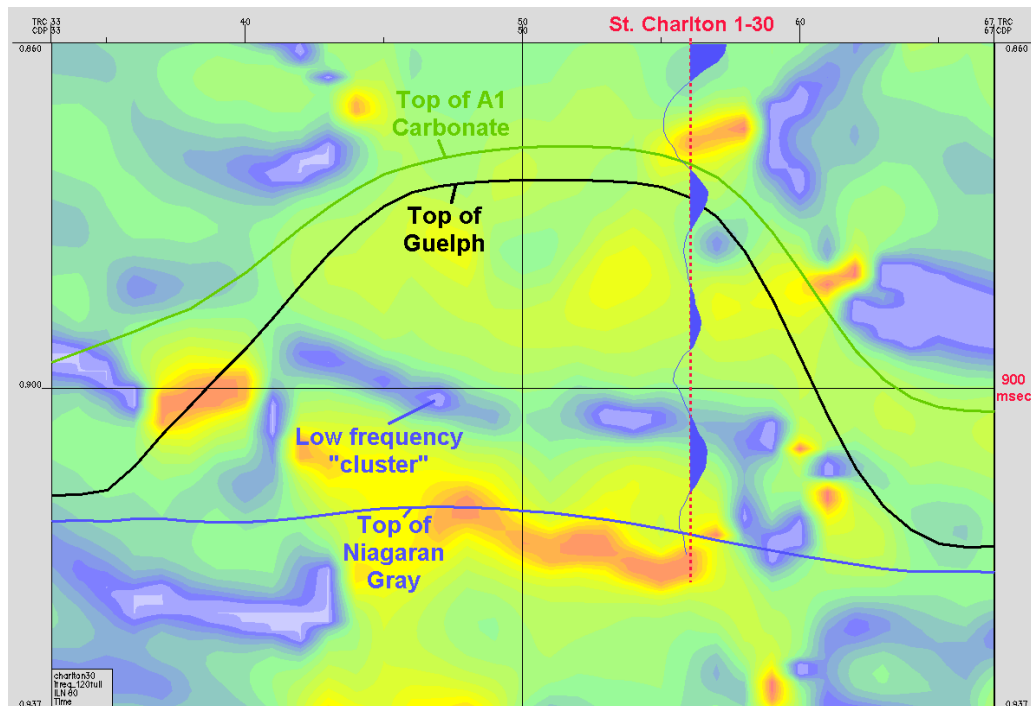 TRC 33
CDP 33
40
50
60
67 TRC
67 CDP
St. Charlton 1-30
0.860
0.860
Top of A1
Carbonate
Top of
Guelph
0.900
900
msec
Low frequency
"cluster"
Top of
Niagaran
Gray
charlton30
freq_120full
ILN 80
Time
0.937
0.937